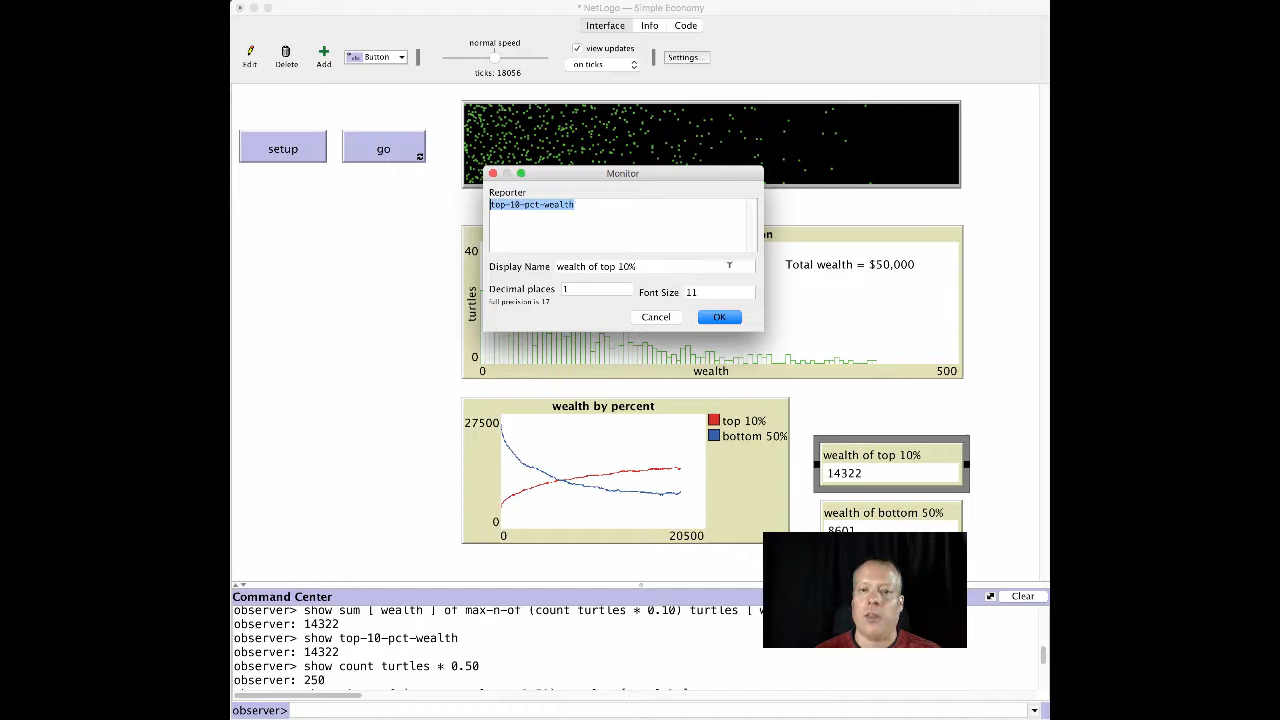 * NetLogo — Simple Economy
Interface Info Code
Edit Delete Add abc Button
normal speed
ticks: 18056
view updates
on ticks
Settings...
setup
go
Monitor
Reporter
top-10-pct-wealth
Display Name wealth of top 10%
Decimal places 1
full precision is 17
Font Size 11
Cancel OK
on
40
turtles
0
Total wealth = $50,000
0 wealth 500
wealth by percent
27500
0
0 20500
top 10%
bottom 50%
wealth of top 10%
14322
wealth of bottom 50%
8601
Command Center
Clear
observer> show sum [ wealth ] of max-n-of (count turtles * 0.10) turtles [ w
observer: 14322
observer> show top-10-pct-wealth
observer: 14322
observer> show count turtles * 0.50
observer: 250
observer>